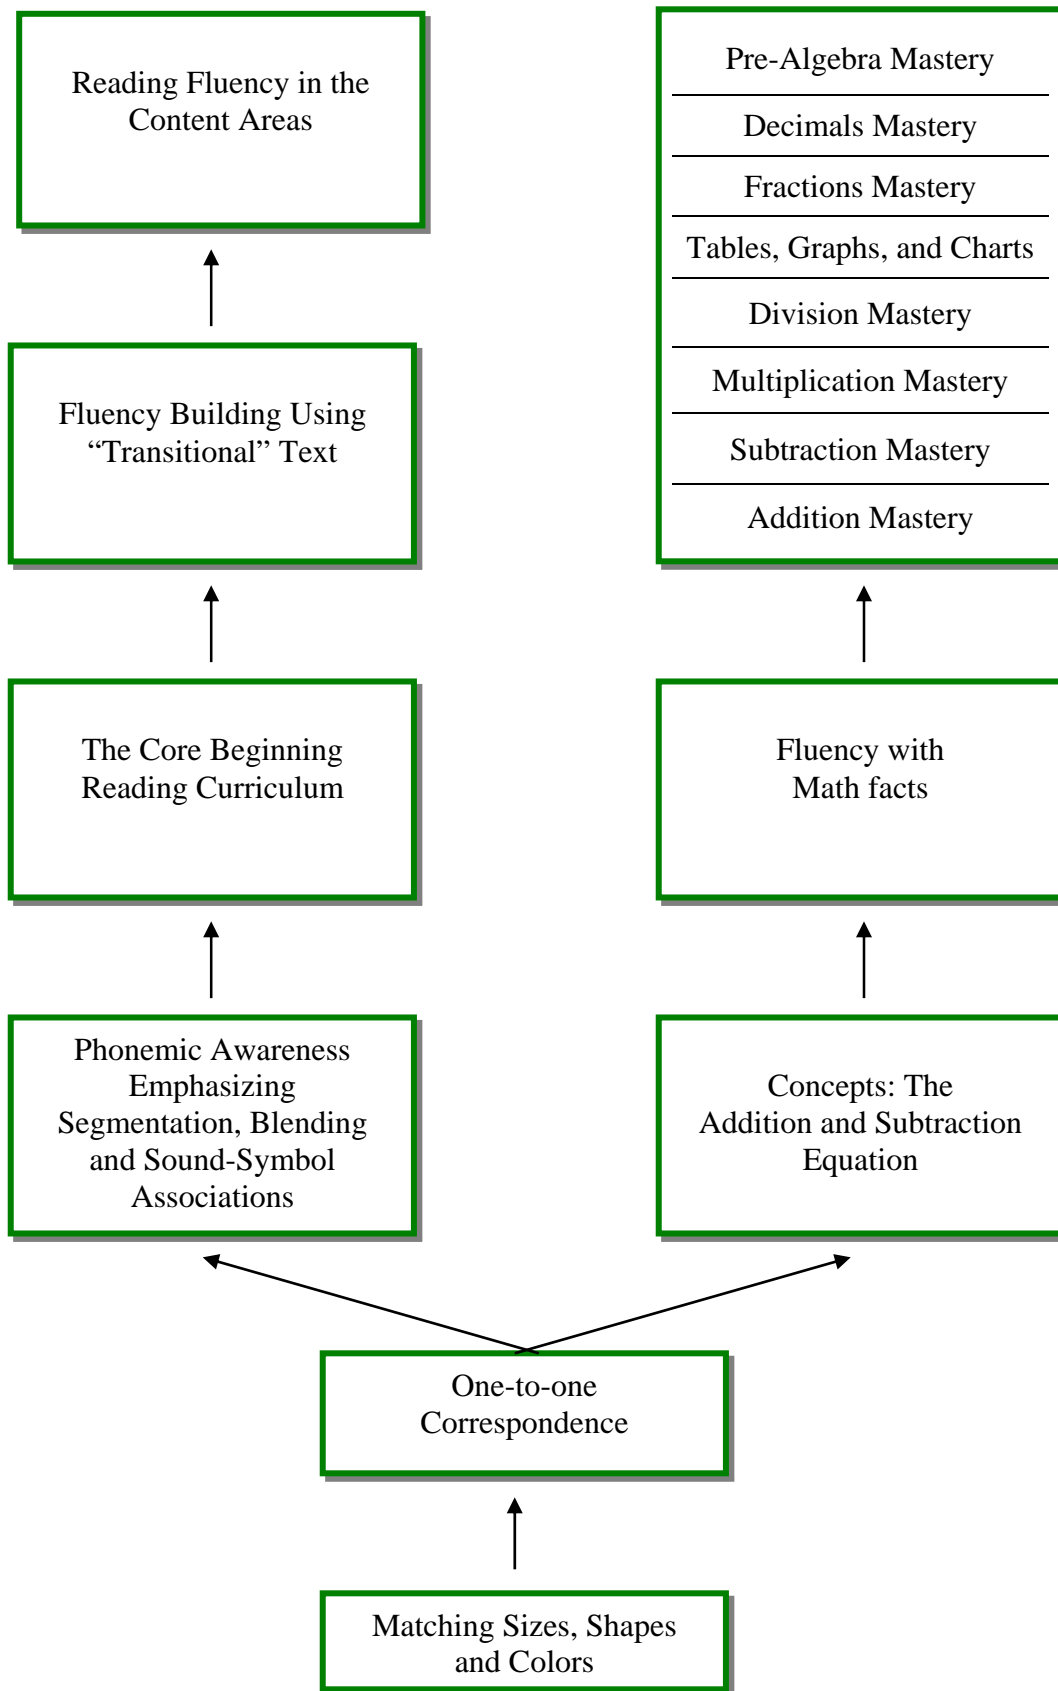 Reading Fluency in the
Content Areas
Pre-Algebra Mastery
Decimals Mastery
Fractions Mastery
Tables, Graphs, and Charts
Division Mastery
Multiplication Mastery
Subtraction Mastery
Addition Mastery
Fluency Building Using
“Transitional” Text
The Core Beginning
Reading Curriculum
Fluency with
Math facts
Phonemic Awareness
Emphasizing
Segmentation, Blending
and Sound-Symbol
Associations
Concepts: The
Addition and Subtraction
Equation
One-to-one
Correspondence
Matching Sizes, Shapes
and Colors